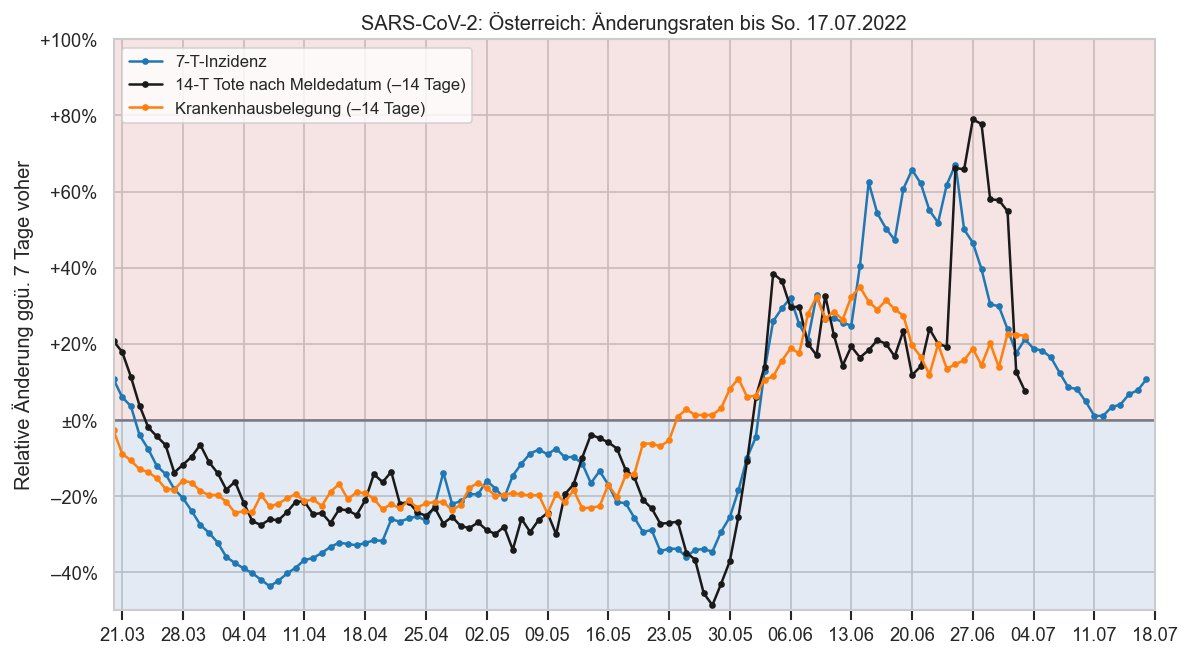 SARS-CoV-2: Österreich: Änderungsraten bis So. 17.07.2022
+100%
+80%
+60%
+40%
+20%
±0%
−20%
−40%
Relative Änderung ggü. 7 Tage voher
7-T-Inzidenz
14-T Tote nach Meldedatum (−14 Tage)
Krankenhausbelegung (−14 Tage)
21.03 28.03 04.04 11.04 18.04 25.04 02.05 09.05 16.05 23.05 30.05 06.06 13.06 20.06 27.06 04.07 11.07 18.07